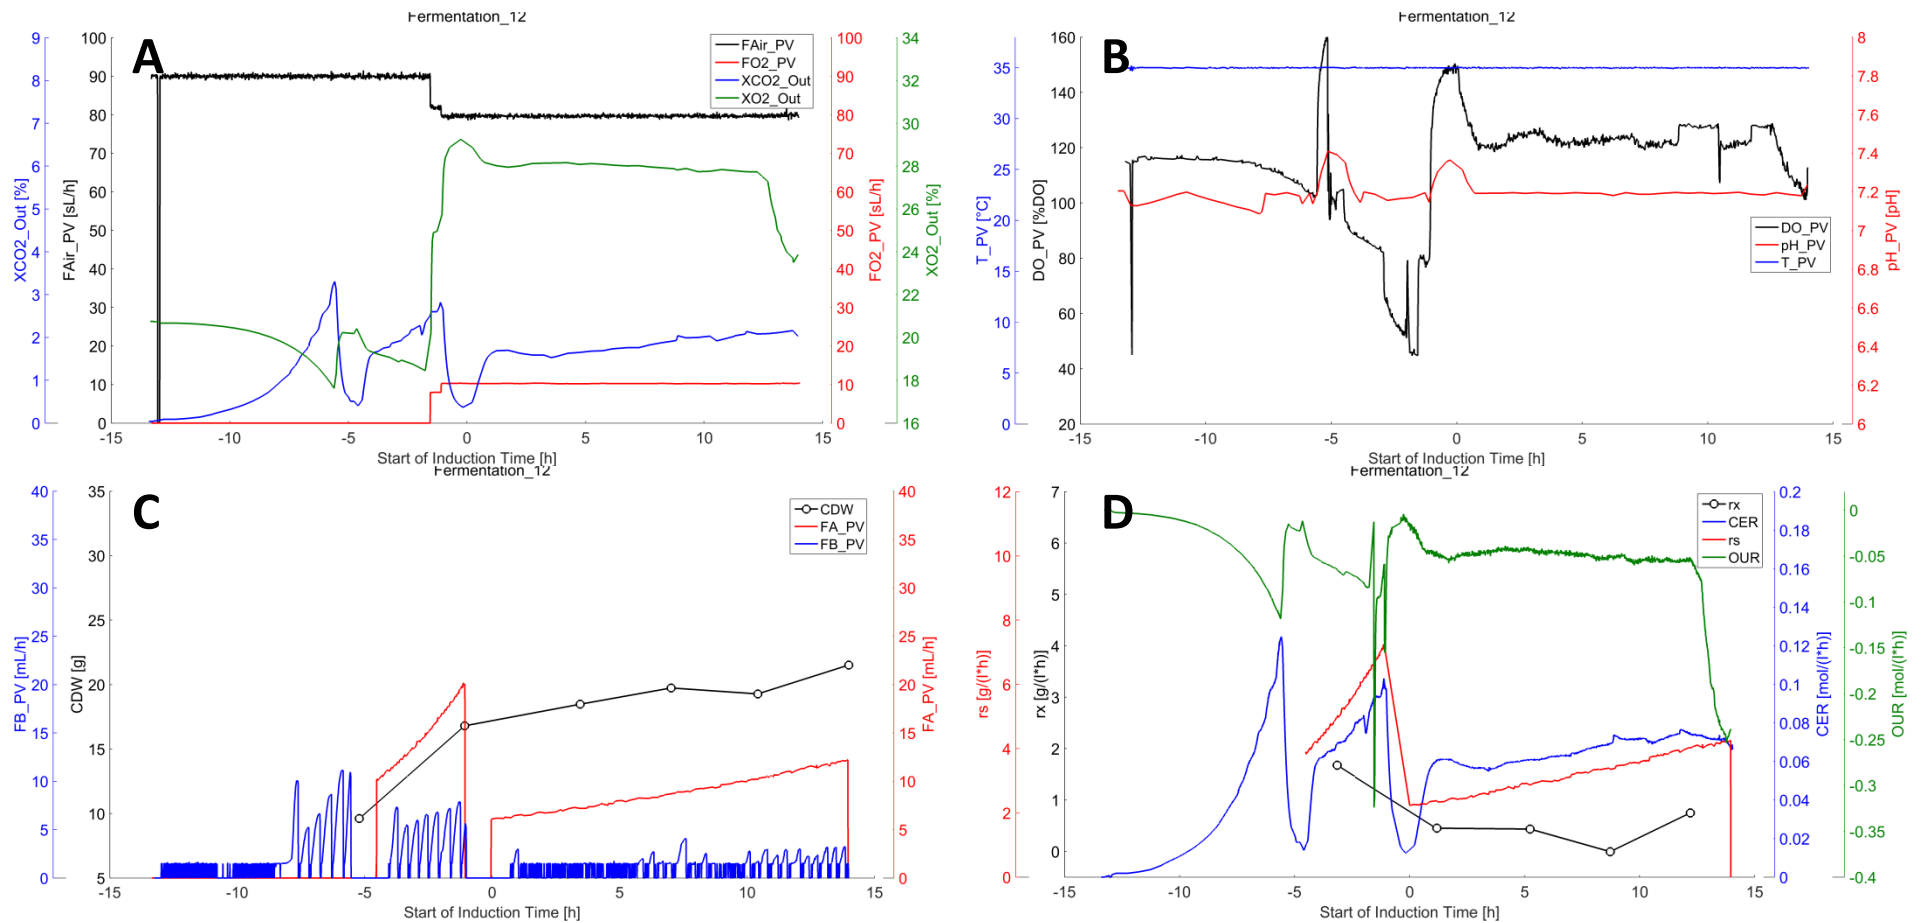 Fermentation_12
A
9
8
7
6
5
4
3
2
1
0
XCO2_Out [%]
100
90
80
70
60
50
40
30
20
10
0
FAir_PV [sL/h]
FAir_PV
FO2_PV
XCO2_Out
XO2_Out
100
90
80
70
60
50
40
30
20
10
0
FO2_PV [sL/h]
34
32
30
28
26
24
22
20
18
16
XO2_Out [%]
-15 -10 -5 0 5 10 15
Start of Induction Time [h]
Fermentation_12
B
35
30
25
20
15
10
5
0
T_PV [°C]
160
140
120
100
80
60
40
20
DO_PV [%DO]
DO_PV
pH_PV
T_PV
8
7.8
7.6
7.4
7.2
7
6.8
6.6
6.4
6.2
6
pH_PV [pH]
-15 -10 -5 0 5 10 15
Start of Induction Time [h]
Fermentation_12
C
40
35
30
25
20
15
10
5
0
FB_PV [mL/h]
35
30
25
20
15
10
5
CDW [g]
CDW
FA_PV
FB_PV
40
35
30
25
20
15
10
5
0
FA_PV [mL/h]
-15 -10 -5 0 5 10 15
Start of Induction Time [h]
Fermentation_12
D
12
10
8
6
4
2
0
rs [g/(l*h)]
7
6
5
4
3
2
1
0
rx [g/(l*h)]
rx
CER
rs
OUR
0.2
0.18
0.16
0.14
0.12
0.1
0.08
0.06
0.04
0.02
0
CER [mol/(l*h)]
0
-0.05
-0.1
-0.15
-0.2
-0.25
-0.3
-0.35
-0.4
OUR [mol/(l*h)]
-15 -10 -5 0 5 10 15
Start of Induction Time [h]